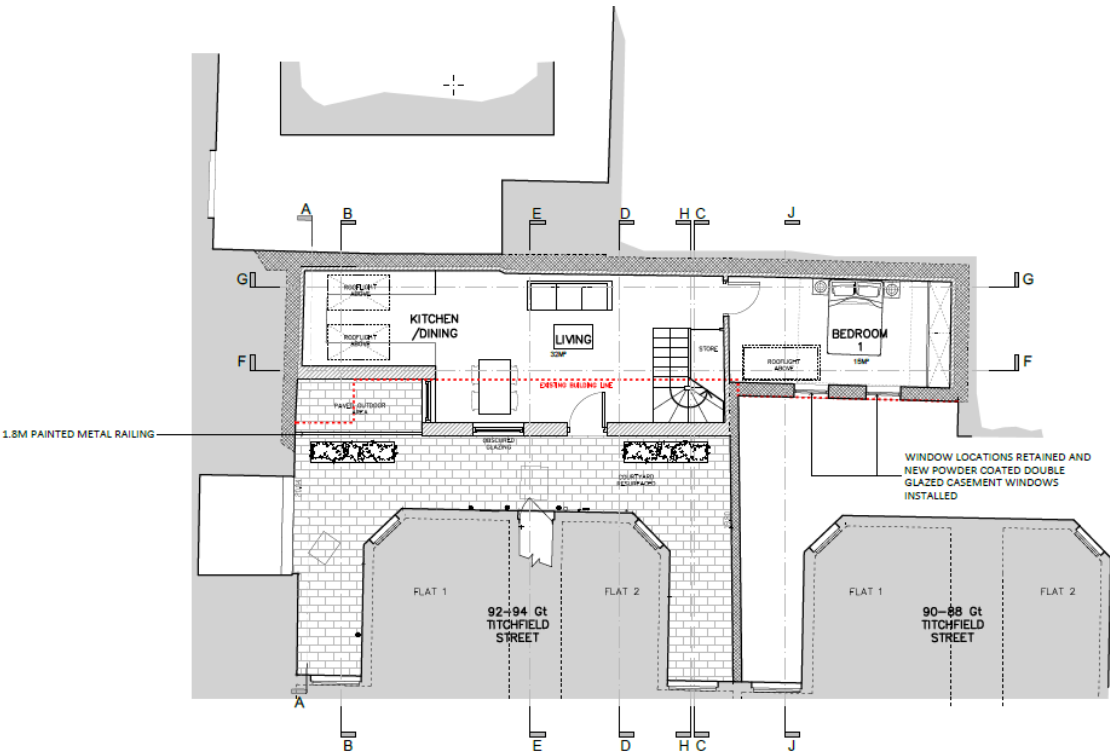 A
B
E
D
H
C
J
G
G
ROOFLIGHT
ABOVE
KITCHEN
/DINING
ROOFLIGHT
ABOVE
LIVING
32M²
STORE
BEDROOM
1
15M²
ROOFLIGHT
ABOVE
F
F
EXISTING BUILDING LINE
PAVED OUTDOOR
AREA
1.8M PAINTED METAL RAILING
OBSCURED
GLAZING
COURTYARD
RESURFACED
WINDOW LOCATIONS RETAINED AND
NEW POWDER COATED DOUBLE
GLAZED CASEMENT WINDOWS
INSTALLED
FLAT 1
FLAT 2
92-94 Gt
TITCHFIELD
STREET
FLAT 1
FLAT 2
90-88 Gt
TITCHFIELD
STREET
A
B
E
D
H
C
J